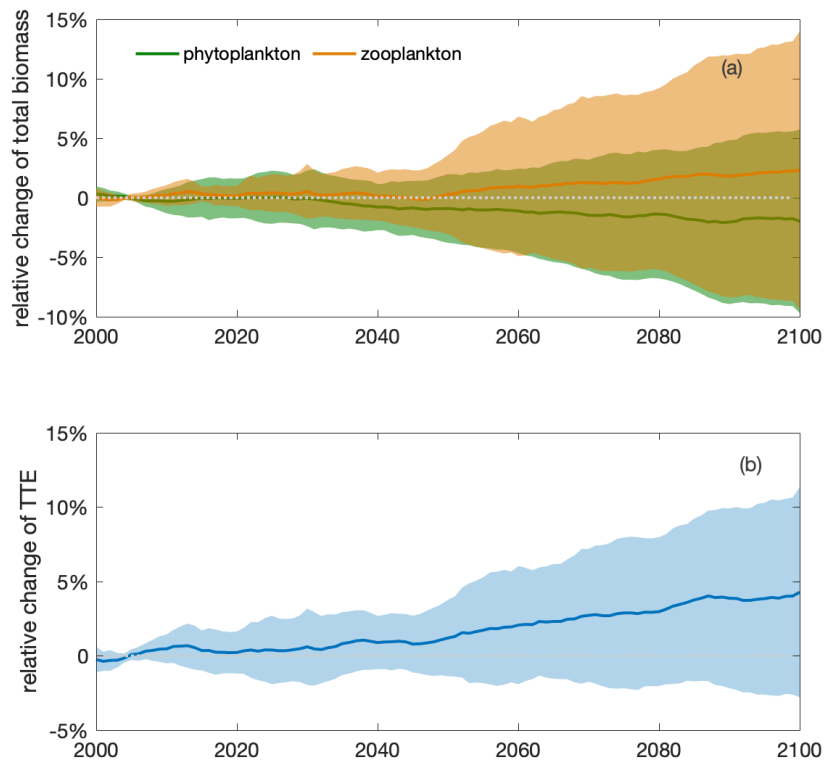 relative change of total biomass
15%
10%
5%
0
-5%
-10%
phytoplankton zooplankton
(a)
2000 2020 2040 2060 2080 2100
relative change of TTE
15%
10%
5%
0
-5%
(b)
2000 2020 2040 2060 2080 2100